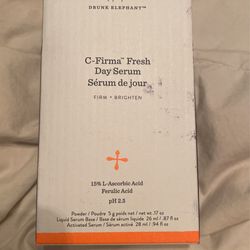 DRUNK ELEPHANT™
C-Firma™ Fresh
Day Serum
Sérum de jour
FIRM + BRIGHTEN
15% L-Ascorbic Acid
Ferulic Acid
pH 2.5
Powder / Poudre 5 g poids net / net wt .17 oz
Liquid Serum Base / Base de sérum liquide 26 ml / .87 fl oz
Activated Serum / Sérum activé 28 ml / .94 fl oz